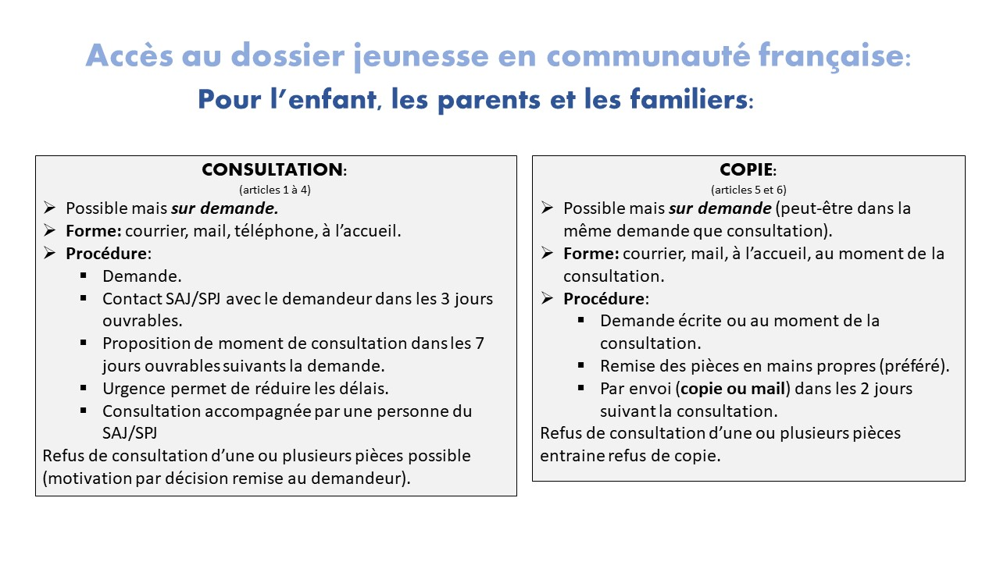 Accès au dossier jeunesse en communauté française:
Pour l’enfant, les parents et les familiers:
CONSULTATION:
(articles 1 à 4)
➢ Possible mais sur demande.
➢ Forme: courrier, mail, téléphone, à l’accueil.
➢ Procédure:
▪ Demande.
▪ Contact SAJ/SPJ avec le demandeur dans les 3 jours
ouvrables.
▪ Proposition de moment de consultation dans les 7
jours ouvrables suivants la demande.
▪ Urgence permet de réduire les délais.
▪ Consultation accompagnée par une personne du
SAJ/SPJ
Refus de consultation d’une ou plusieurs pièces possible
(motivation par décision remise au demandeur).
COPIE:
(articles 5 et 6)
➢ Possible mais sur demande (peut-être dans la
même demande que consultation).
➢ Forme: courrier, mail, à l’accueil, au moment de la
consultation.
➢ Procédure:
▪ Demande écrite ou au moment de la
consultation.
▪ Remise des pièces en mains propres (préféré).
▪ Par envoi (copie ou mail) dans les 2 jours
suivant la consultation.
Refus de consultation d’une ou plusieurs pièces
entraine refus de copie.